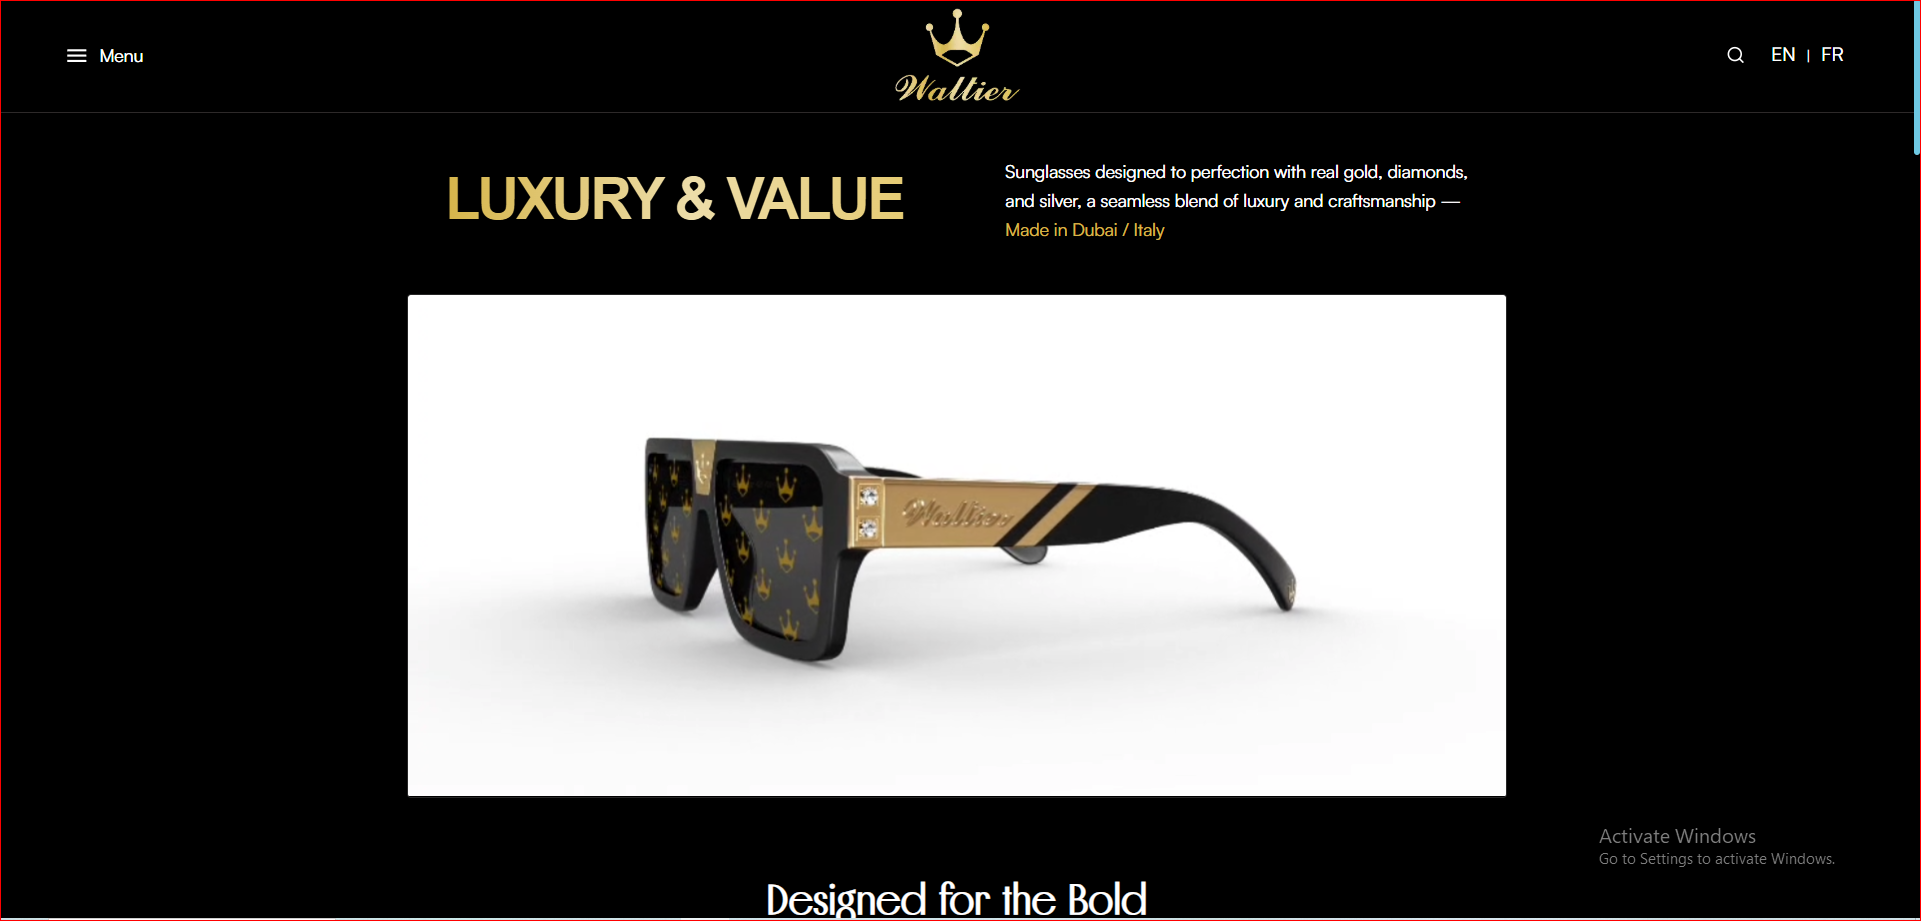 Menu
Waltier
EN | FR
LUXURY & VALUE
Sunglasses designed to perfection with real gold, diamonds,
and silver, a seamless blend of luxury and craftsmanship —
Made in Dubai / Italy
Waltier
Activate Windows
Go to Settings to activate Windows.
Designed for the Bold